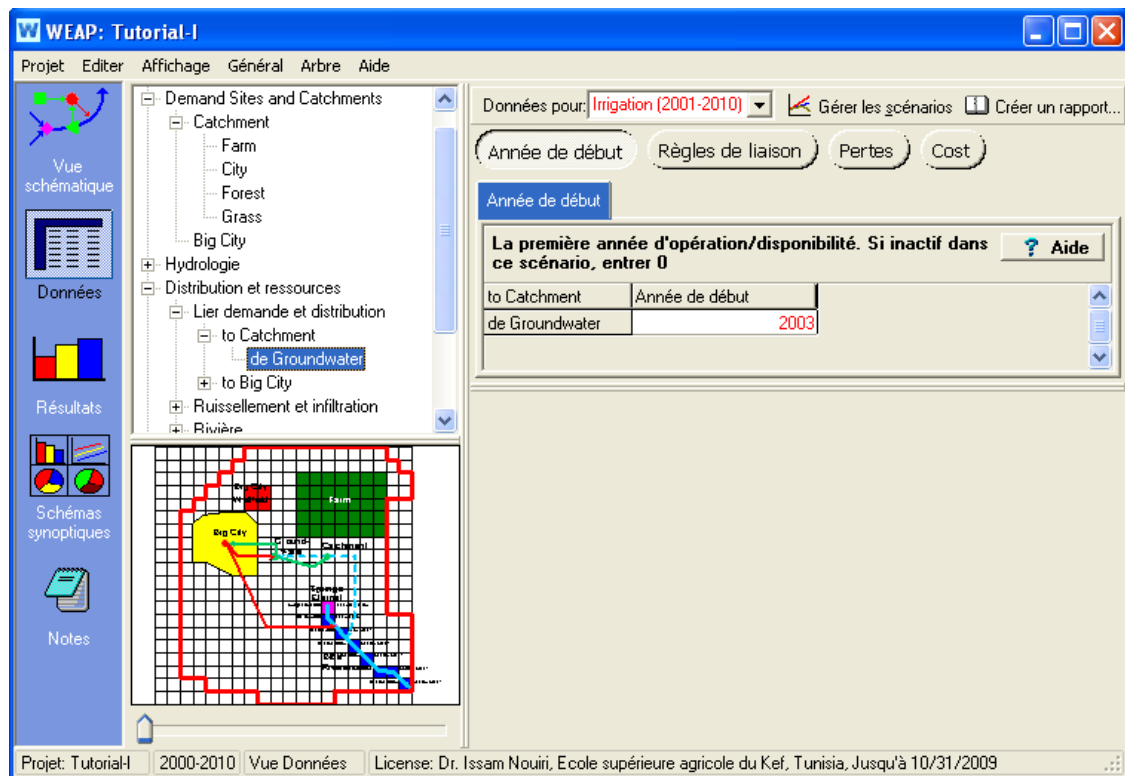 WEAP: Tutorial-I
Projet Editer Affichage Général Arbre Aide
Vue schématique
Données
Résultats
Schémas synoptiques
Notes
Demand Sites and Catchments
Catchment
Farm
City
Forest
Grass
Big City
Hydrologie
Distribution et ressources
Lier demande et distribution
to Catchment
de Groundwater
to Big City
Ruissellement et infiltration
Rivière
Données pour: Irrigation (2001-2010) Gérer les scénarios Créer un rapport...
Année de début Règles de liaison Pertes Cost
Année de début
La première année d'opération/disponibilité. Si inactif dans
ce scénario, entrer 0
Aide
to Catchment Année de début
de Groundwater 2003
Big City
Farm
Big City
Catchment
Projet: Tutorial-I 2000-2010 Vue Données License: Dr. Issam Nouiri, Ecole supérieure agricole du Kef, Tunisia, Jusqu'à 10/31/2009